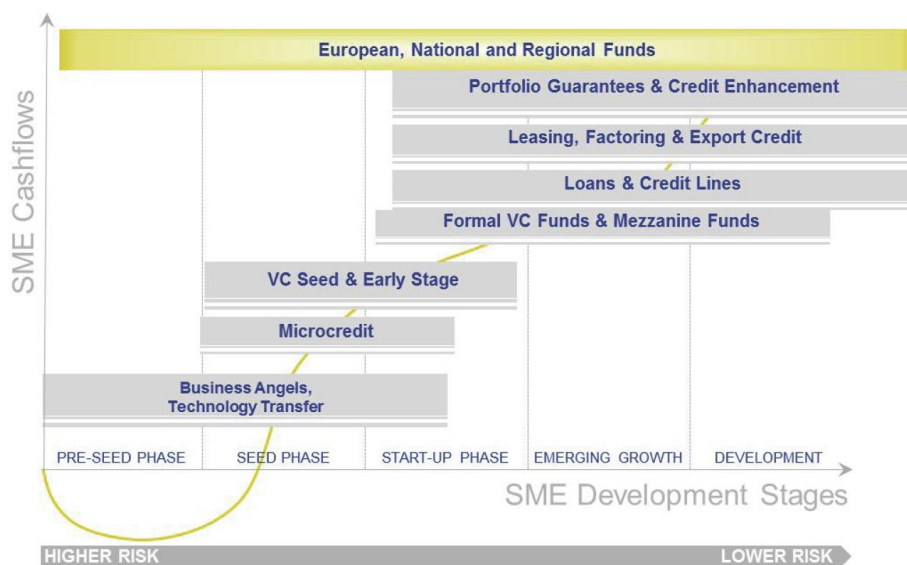 European, National and Regional Funds
Portfolio Guarantees & Credit Enhancement
Leasing, Factoring & Export Credit
Loans & Credit Lines
Formal VC Funds & Mezzanine Funds
VC Seed & Early Stage
Microcredit
Business Angels,
Technology Transfer
SME Cashflows
PRE-SEED PHASE
SEED PHASE
START-UP PHASE
EMERGING GROWTH
DEVELOPMENT
SME Development Stages
HIGHER RISK
LOWER RISK